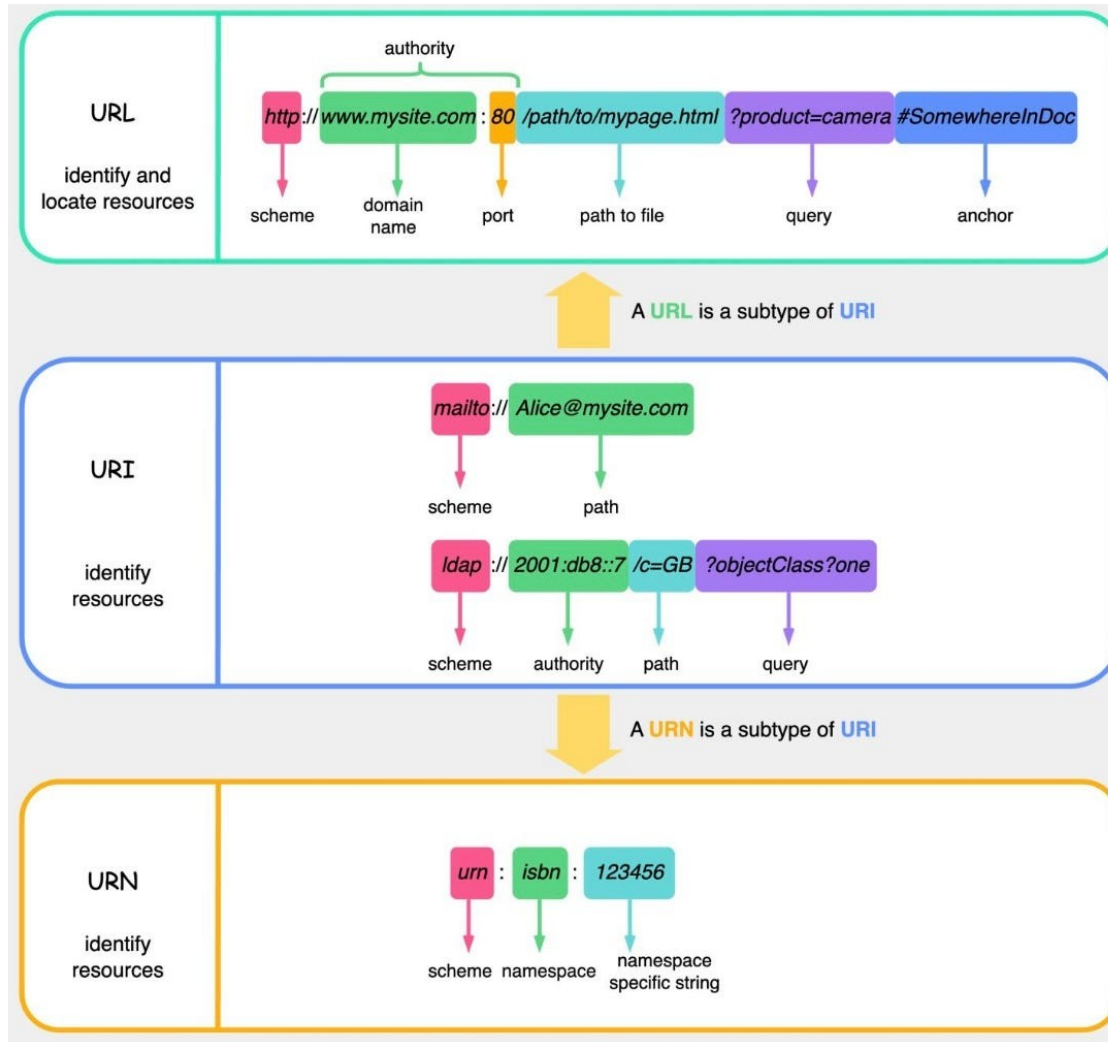 authority
URL
http://www.mysite.com:80/path/to/mypage.html?product=camera#SomewhereInDoc
identify and
locate resources
scheme
domain
name
port
path to file
query
anchor
A URL is a subtype of URI
URI
mailto://Alice@mysite.com
scheme
path
identify
resources
ldap://2001:db8::7/c=GB?objectClass?one
scheme
authority
path
query
A URN is a subtype of URI
URN
urn : isbn : 123456
identify
resources
scheme
namespace
namespace
specific string